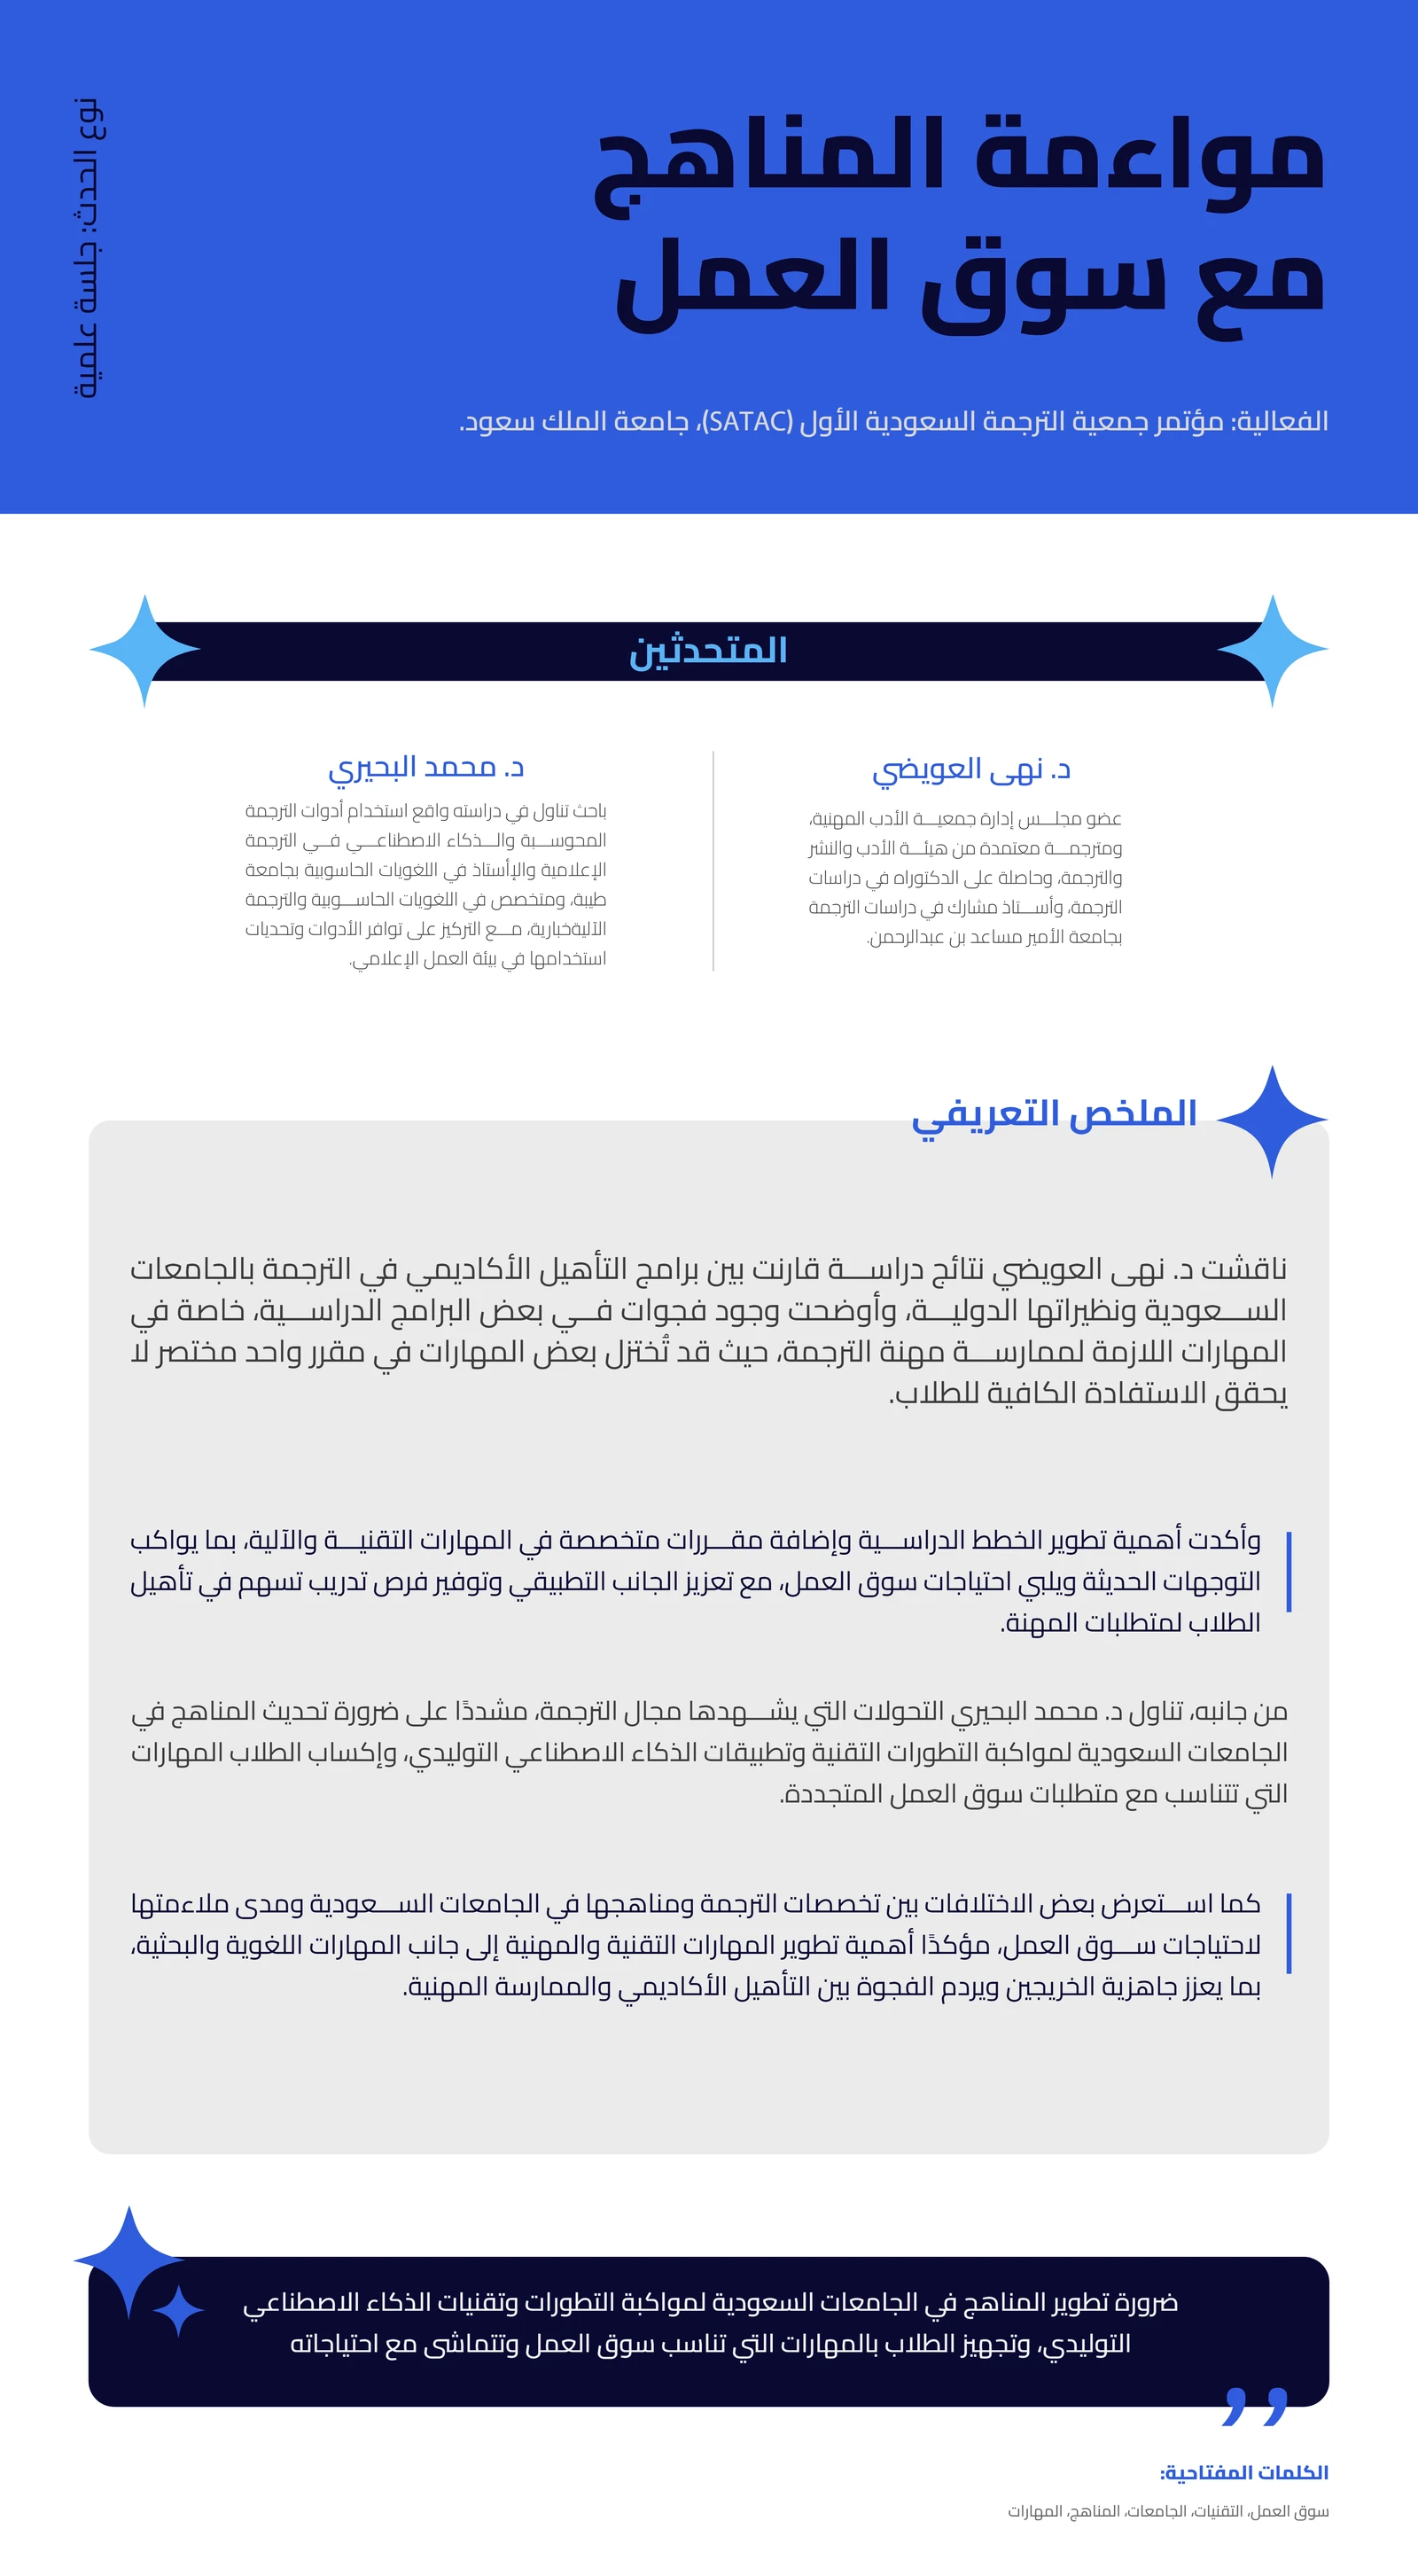 مواءمة المناهج
مع سوق العمل
نوع الحدث: جلسة علمية
الفعالية: مؤتمر جمعية الترجمة السعودية الأول (SATAC)، جامعة الملك سعود.
المتحدثين
د. نهى العويضي
عضو مجلس إدارة جمعية الأدب المهنية،
ومترجمة معتمدة من هيئة الأدب والنشر
والترجمة، وحاصلة على الدكتوراه في دراسات
الترجمة، وأستاذ مشارك في دراسات الترجمة
بجامعة الأمير مساعد بن عبدالرحمن.
د. محمد البحيري
باحث تناول في دراسته واقع استخدام أدوات الترجمة
المحوسبة والذكاء الاصطناعي في الترجمة
الإعلامية والإأستاذ في اللغويات الحاسوبية بجامعة
طيبة، ومتخصص في اللغويات الحاسوبية والترجمة
الآليةخبارية، مع التركيز على توافر الأدوات وتحديات
استخدامها في بيئة العمل الإعلامي.
الملخص التعريفي
ناقشت د. نهى العويضي نتائج دراسة قارنت بين برامج التأهيل الأكاديمي في الترجمة بالجامعات
السعودية ونظيراتها الدولية، وأوضحت وجود فجوات في بعض البرامج الدراسية، خاصة في
المهارات اللازمة لممارسة مهنة الترجمة، حيث قد تُختزل بعض المهارات في مقرر واحد مختصر لا
يحقق الاستفادة الكافية للطلاب.
وأكدت أهمية تطوير الخطط الدراسية وإضافة مقررات متخصصة في المهارات التقنية والآلية، بما يواكب
التوجهات الحديثة ويلبي احتياجات سوق العمل، مع تعزيز الجانب التطبيقي وتوفير فرص تدريب تسهم في تأهيل
الطلاب لمتطلبات المهنة.
من جانبه، تناول د. محمد البحيري التحولات التي يشهدها مجال الترجمة، مشددًا على ضرورة تحديث المناهج في
الجامعات السعودية لمواكبة التطورات التقنية وتطبيقات الذكاء الاصطناعي التوليدي، وإكساب الطلاب المهارات
التي تتناسب مع متطلبات سوق العمل المتجددة.
كما استعرض بعض الاختلافات بين تخصصات الترجمة ومناهجها في الجامعات السعودية ومدى ملاءمتها
لاحتياجات سوق العمل، مؤكدًا أهمية تطوير المهارات التقنية والمهنية إلى جانب المهارات اللغوية والبحثية،
بما يعزز جاهزية الخريجين ويردم الفجوة بين التأهيل الأكاديمي والممارسة المهنية.
ضرورة تطوير المناهج في الجامعات السعودية لمواكبة التطورات وتقنيات الذكاء الاصطناعي
التوليدي، وتجهيز الطلاب بالمهارات التي تناسب سوق العمل وتتماشى مع احتياجاته
الكلمات المفتاحية:
سوق العمل، التقنيات، الجامعات، المناهج، المهارات